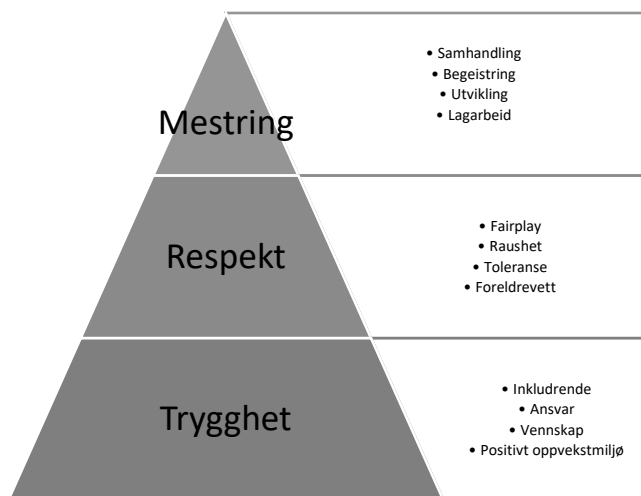 Mestring
• Samhandling
• Begeistring
• Utvikling
• Lagarbeid
Respekt
• Fairplay
• Raushet
• Toleranse
• Foreldrevett
Trygghet
• Inkludrende
• Ansvar
• Vennskap
• Positivt oppvekstmiljø